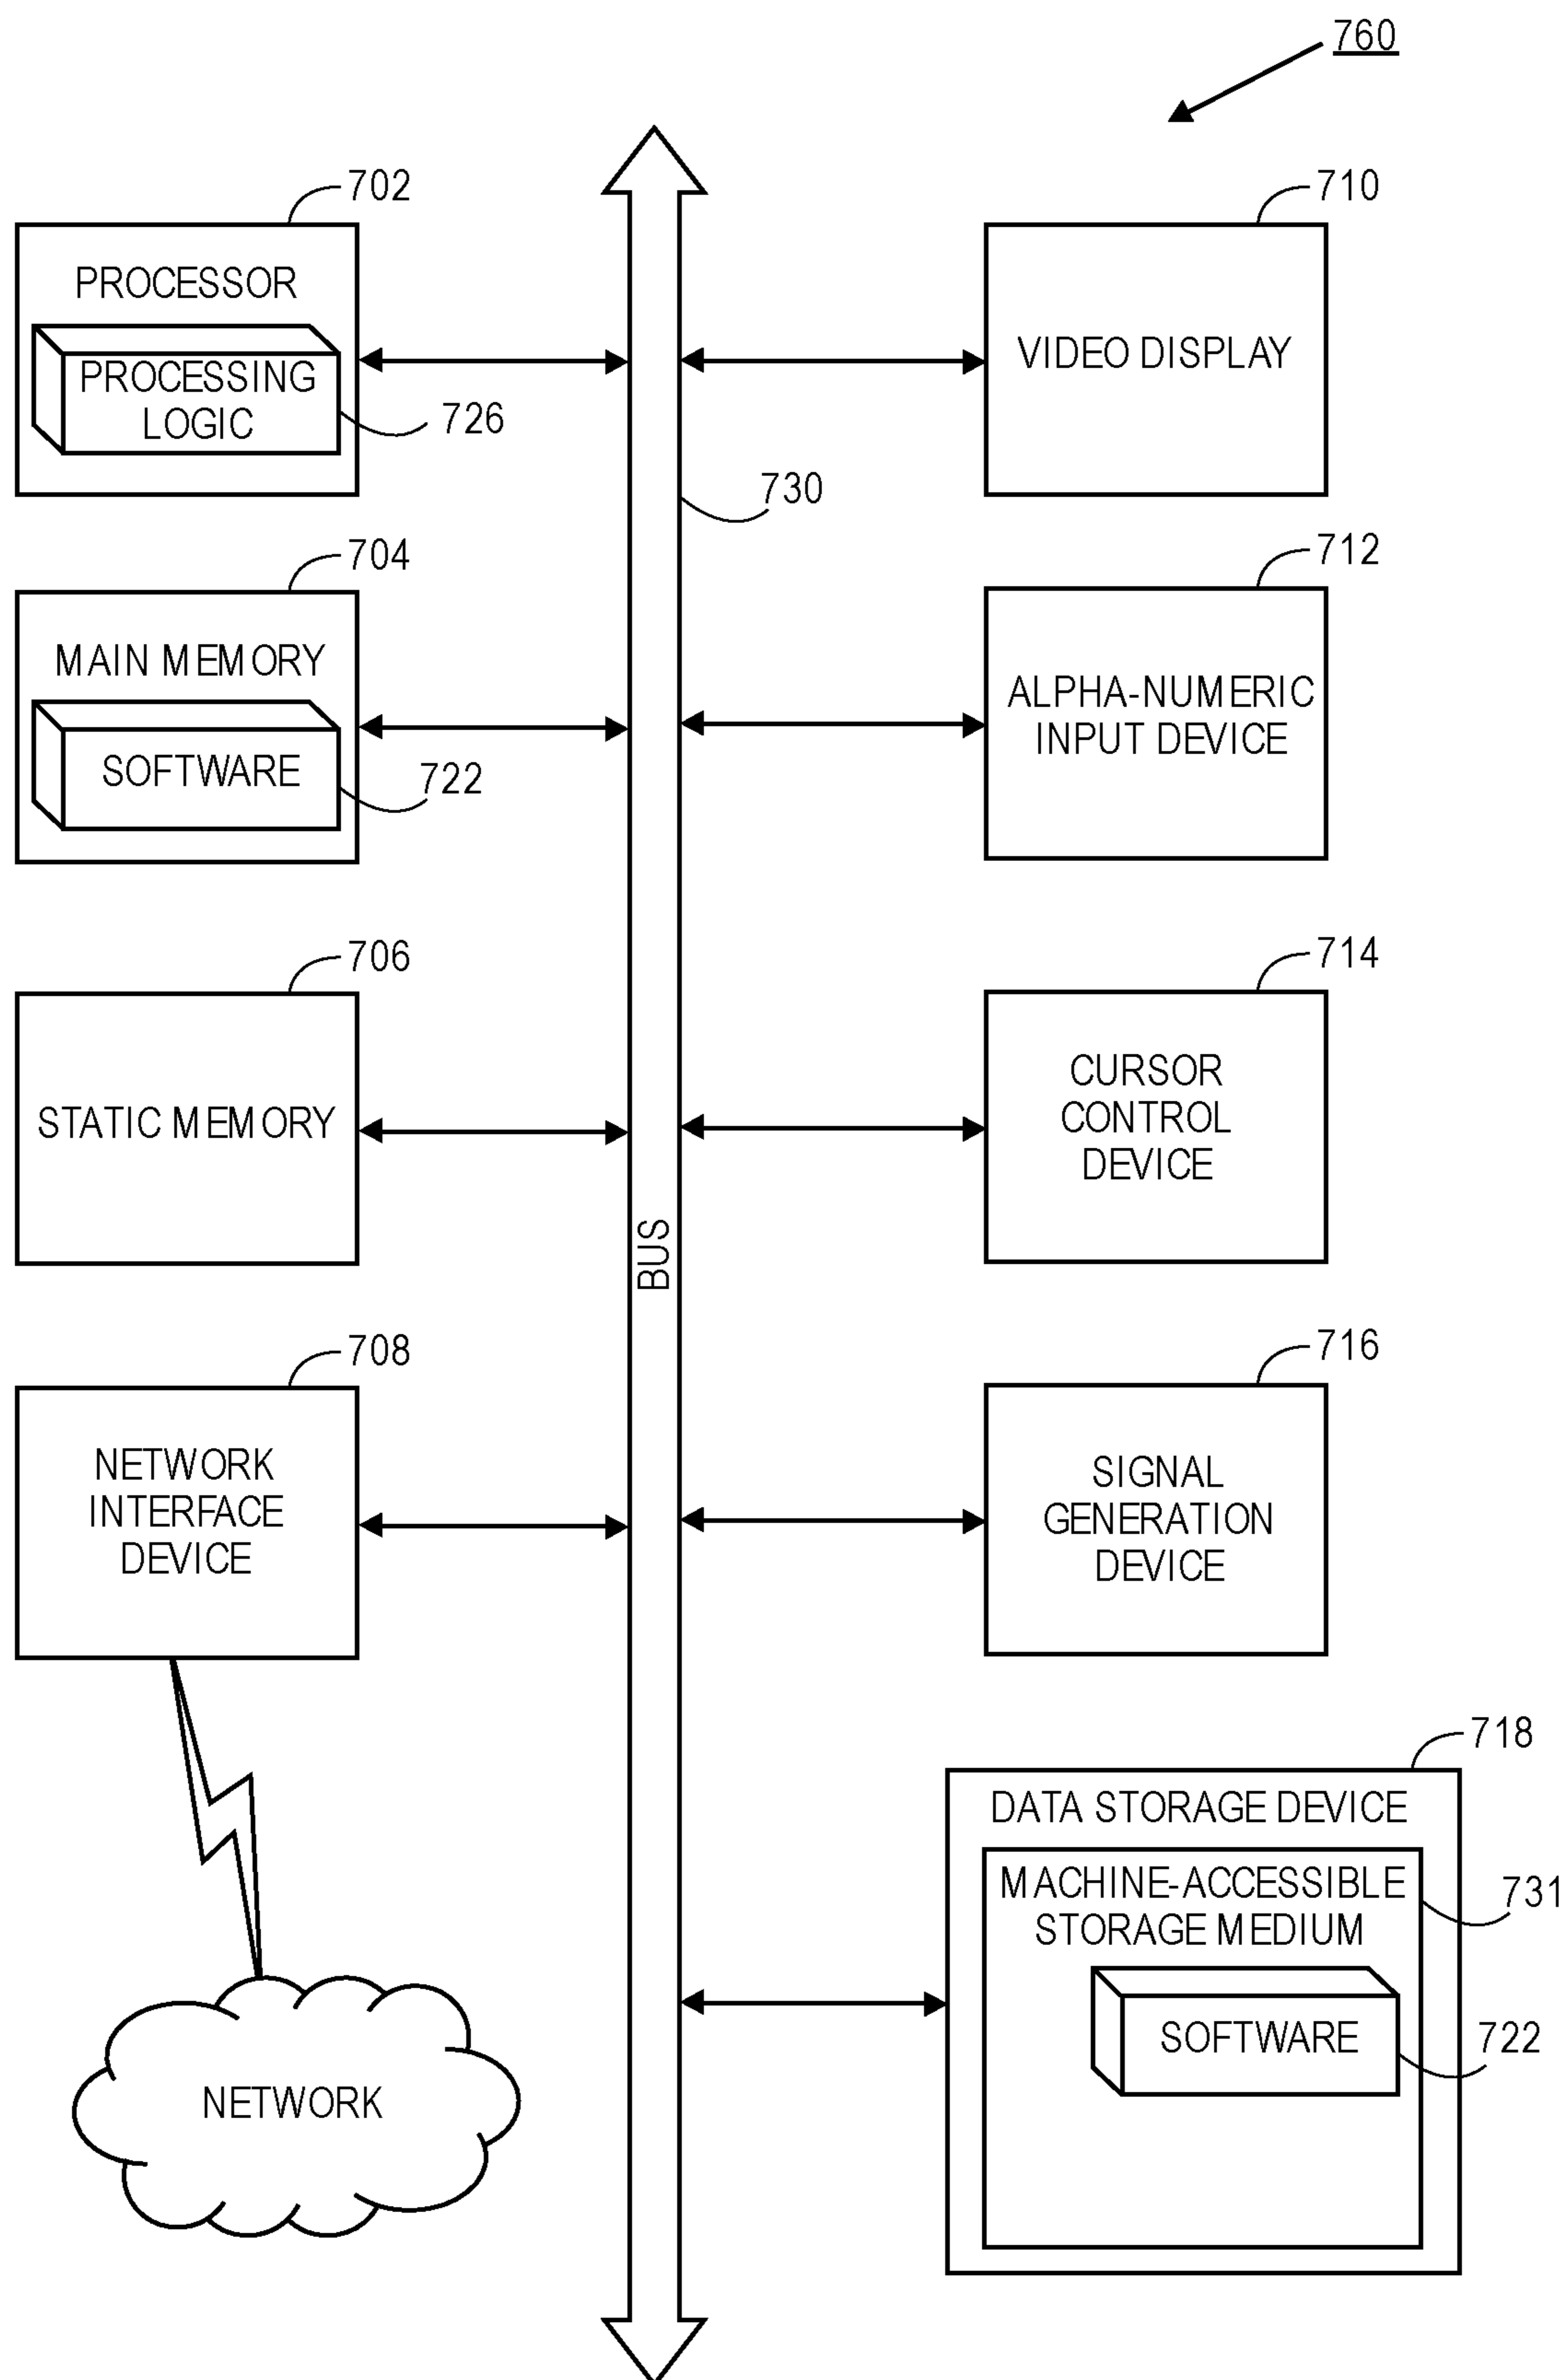 760
702
PROCESSOR
PROCESSING
LOGIC
726
710
VIDEO DISPLAY
730
704
MAIN MEMORY
SOFTWARE
722
712
ALPHA-NUMERIC
INPUT DEVICE
706
STATIC MEMORY
714
CURSOR
CONTROL
DEVICE
BUS
708
NETWORK
INTERFACE
DEVICE
716
SIGNAL
GENERATION
DEVICE
718
DATA STORAGE DEVICE
MACHINE-ACCESSIBLE
STORAGE MEDIUM
731
SOFTWARE
722
NETWORK